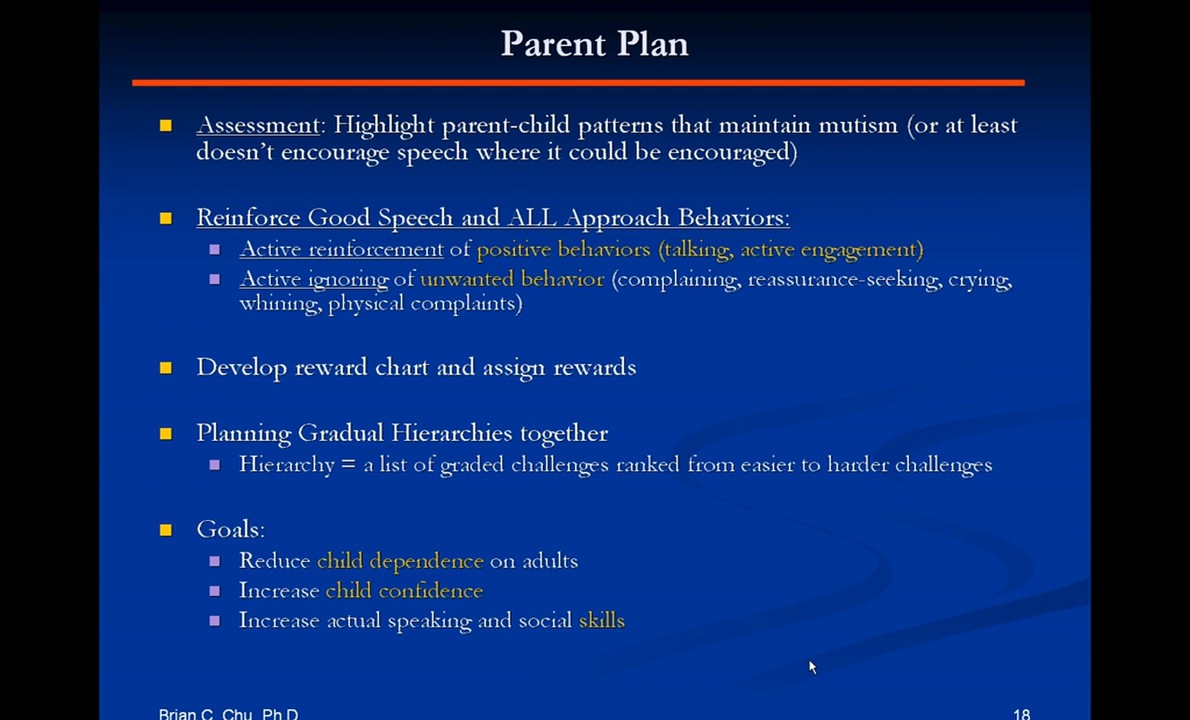 Parent Plan
Assessment: Highlight parent-child patterns that maintain mutism (or at least
doesn't encourage speech where it could be encouraged)
Reinforce Good Speech and ALL Approach Behaviors:
Active reinforcement of positive behaviors (talking, active engagement)
Active ignoring of unwanted behavior (complaining, reassurance-seeking, crying,
whining, physical complaints)
Develop reward chart and assign rewards
Planning Gradual Hierarchies together
Hierarchy = a list of graded challenges ranked from easier to harder challenges
Goals:
Reduce child dependence on adults
Increase child confidence
Increase actual speaking and social skills
Brian C. Chu, Ph.D.
18